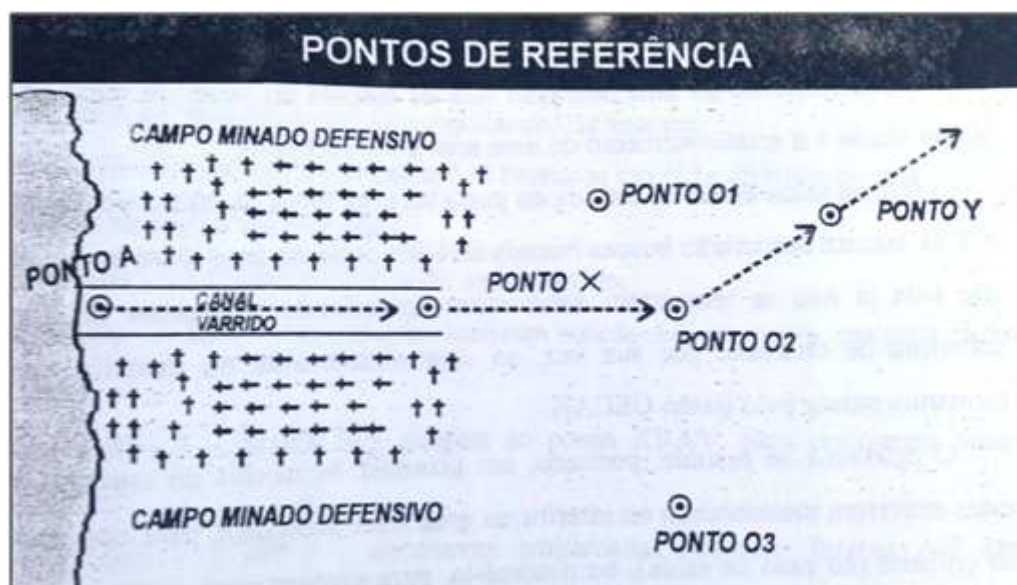 PONTOS DE REFERÊNCIA
CAMPO MINADO DEFENSIVO
PONTO O1
PONTO Y
PONTO A
PONTO X
CANAL
VARRIDO
PONTO O2
CAMPO MINADO DEFENSIVO
PONTO O3